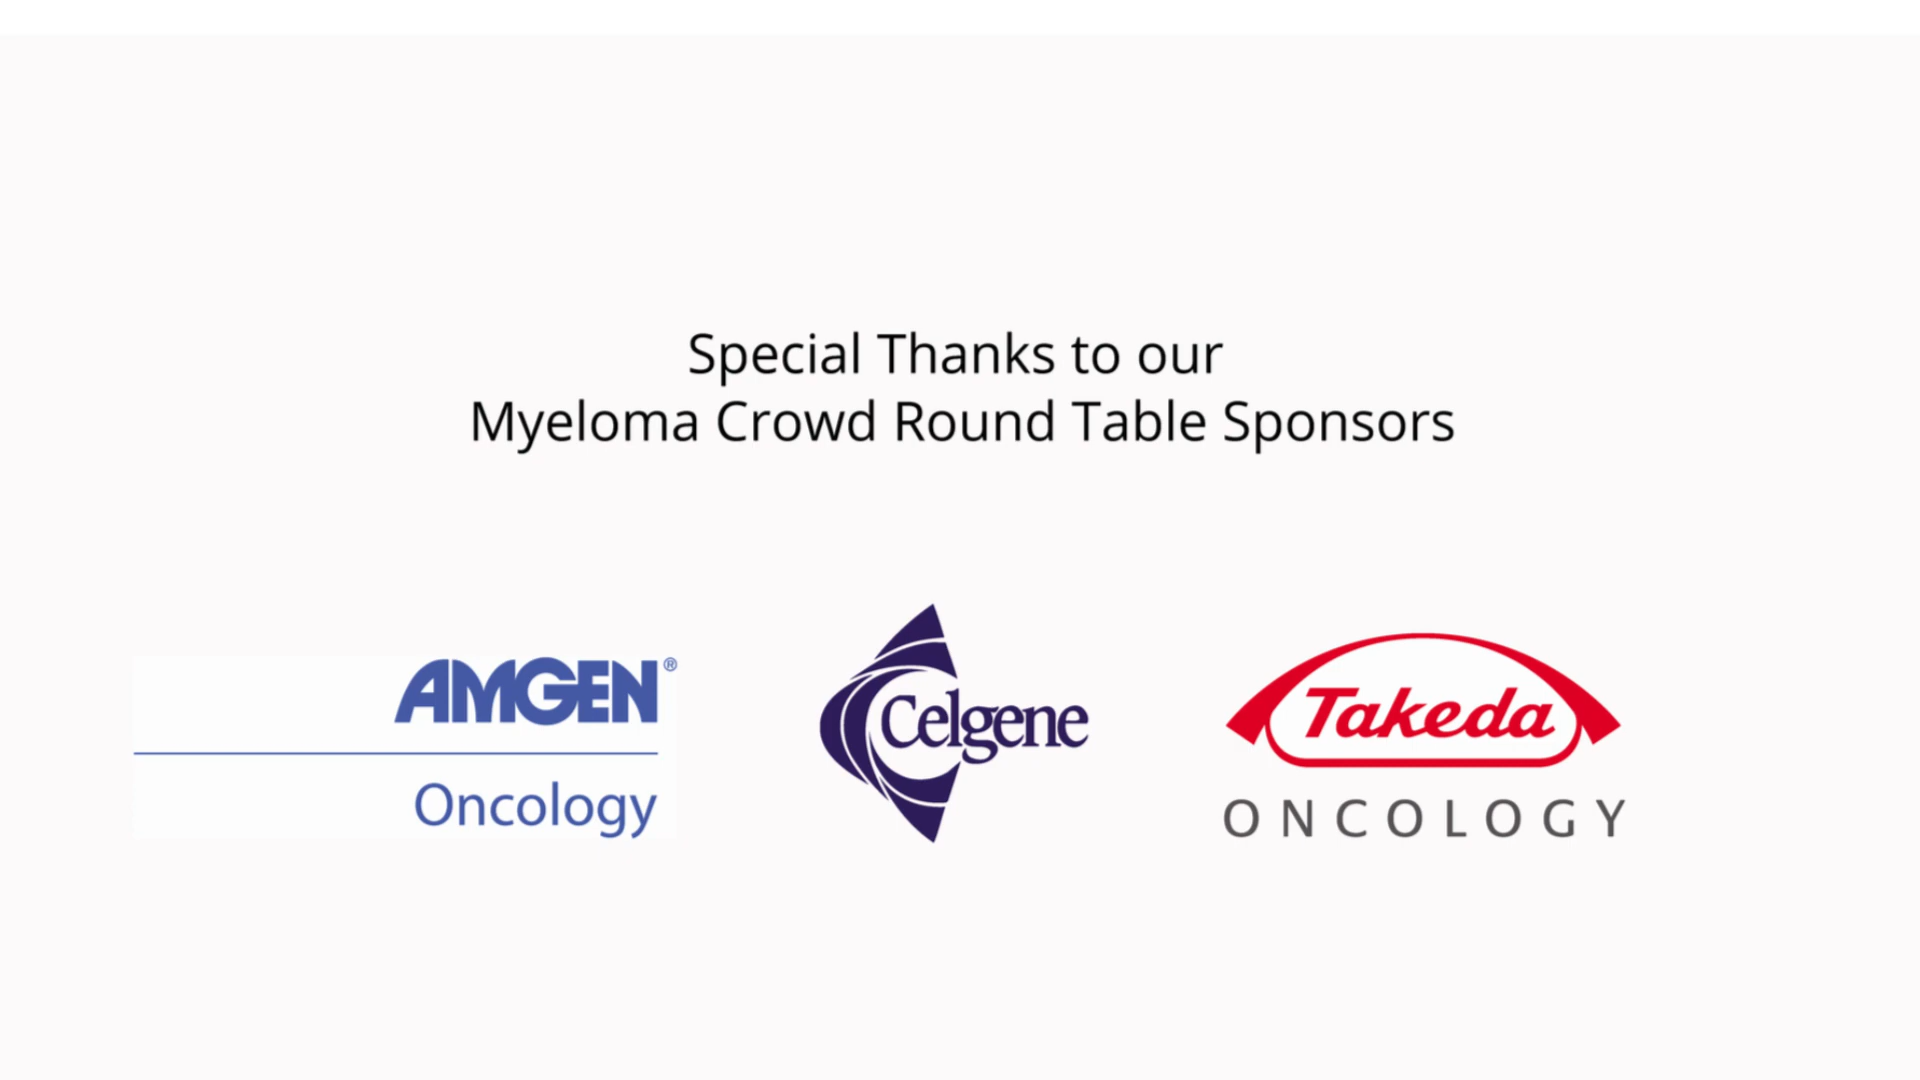 Special Thanks to our
Myeloma Crowd Round Table Sponsors
AMGEN®
Oncology
Celgene
Takeda
ONCOLOGY